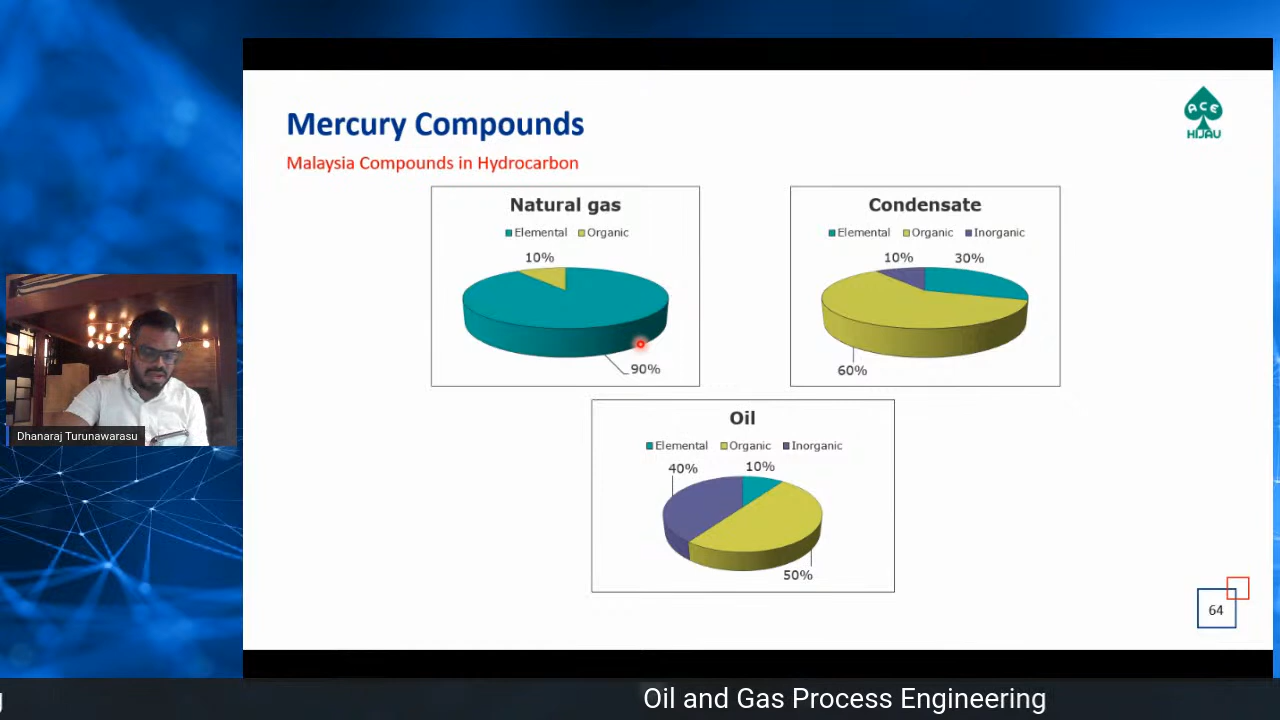 Mercury Compounds
Malaysia Compounds in Hydrocarbon
ACE
HIJAU
Natural gas
Elemental Organic
10%
90%
Condensate
Elemental Organic Inorganic
10% 30%
60%
Oil
Elemental Organic Inorganic
40% 10%
50%
Dhanaraj Turunawarasu
64
g Oil and Gas Process Engineering